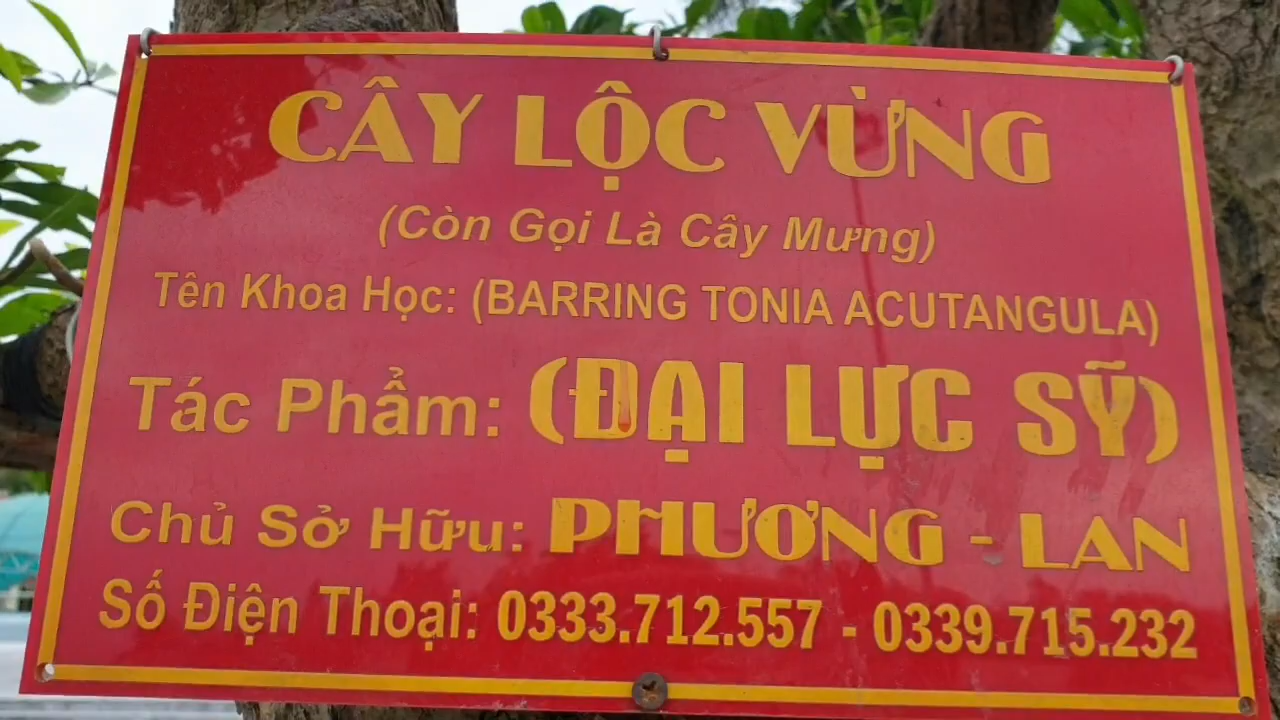 CÂY LỘC VỪNG
(Còn Gọi Là Cây Mưng)
Tên Khoa Học: (BARRING TONIA ACUTANGULA)
Tác Phẩm: (ĐẠI LỰC SỸ)
Chủ Sở Hữu: PHƯƠNG - LAN
Số Điện Thoại: 0333.712.557 - 0339.715.232